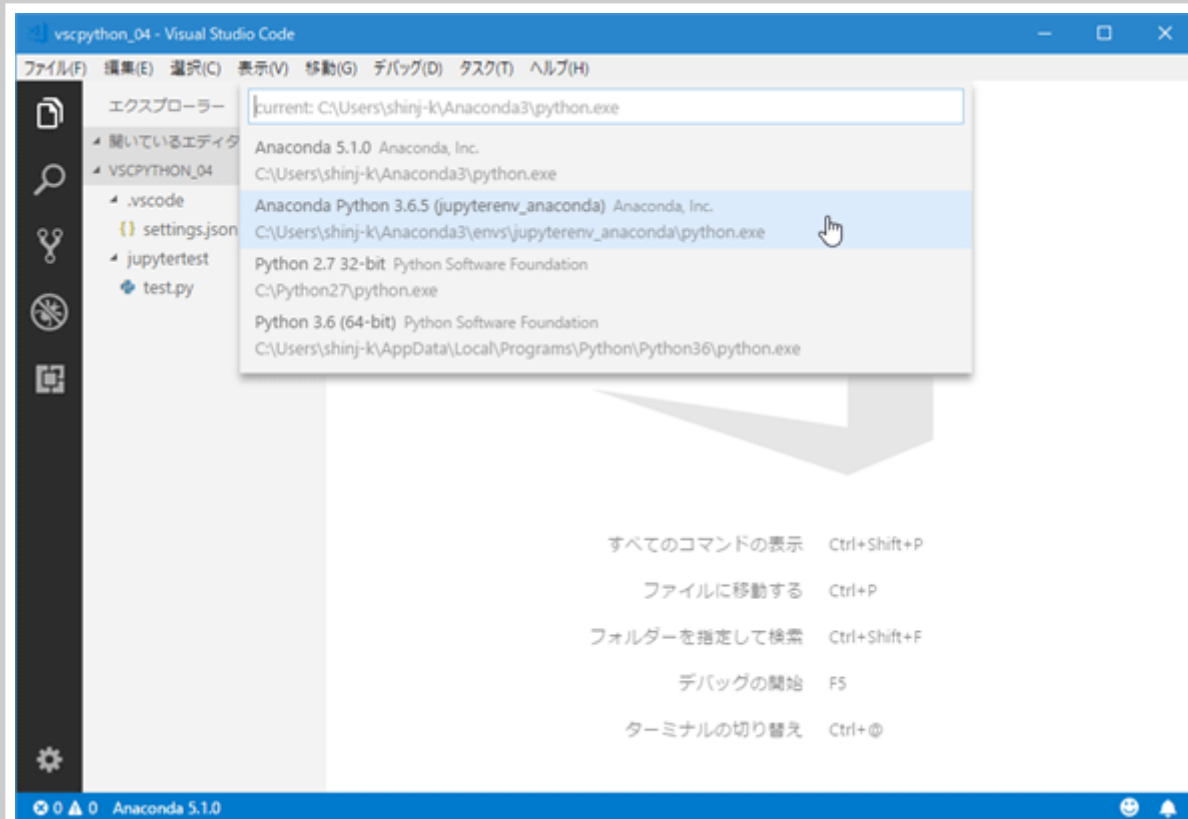 vscpython_04 - Visual Studio Code
ファイル(F) 編集(E) 選択(C) 表示(V) 移動(G) デバッグ(D) タスク(T) ヘルプ(H)
エクスプローラー
開いているエディタ
VSCPYTHON_04
.vscode
{} settings.json
jupytertest
test.py
current: C:\Users\shinj-k\Anaconda3\python.exe
Anaconda 5.1.0 Anaconda, Inc.
C:\Users\shinj-k\Anaconda3\python.exe
Anaconda Python 3.6.5 (jupyterenv_anaconda) Anaconda, Inc.
C:\Users\shinj-k\Anaconda3\envs\jupyterenv_anaconda\python.exe
Python 2.7 32-bit Python Software Foundation
C:\Python27\python.exe
Python 3.6 (64-bit) Python Software Foundation
C:\Users\shinj-k\AppData\Local\Programs\Python\Python36\python.exe
すべてのコマンドの表示 Ctrl+Shift+P
ファイルに移動する Ctrl+P
フォルダーを指定して検索 Ctrl+Shift+F
デバッグの開始 F5
ターミナルの切り替え Ctrl+@
0 0 Anaconda 5.1.0